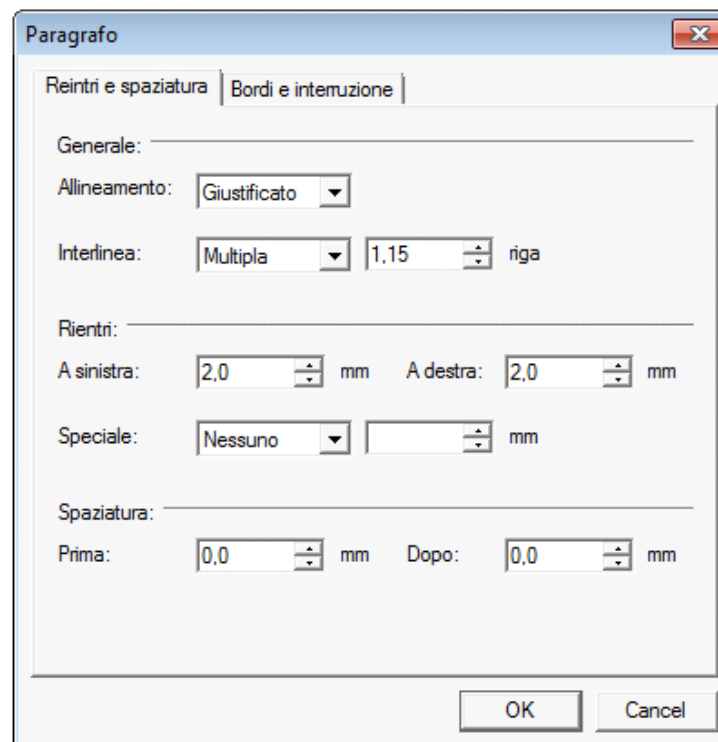 Paragrafo
Reintri e spaziatura Bordi e interruzione
Generale:
Allineamento: Giustificato
Interlinea: Multipla 1,15 riga
Rientri:
A sinistra: 2,0 mm A destra: 2,0 mm
Speciale: Nessuno mm
Spaziatura:
Prima: 0,0 mm Dopo: 0,0 mm
OK Cancel